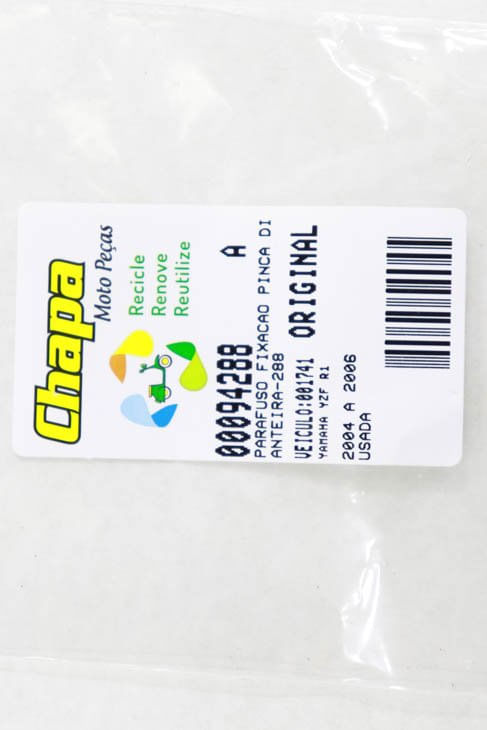 Chapa
Moto Peças
Recicle
Renove
Reutilize
00094288 A
PARAFUSO FIXACAO PINCA DI
ANTEIRA-288
VEICULO:001741 ORIGINAL
YAMAHA YZF R1
2004 A 2006
USADA